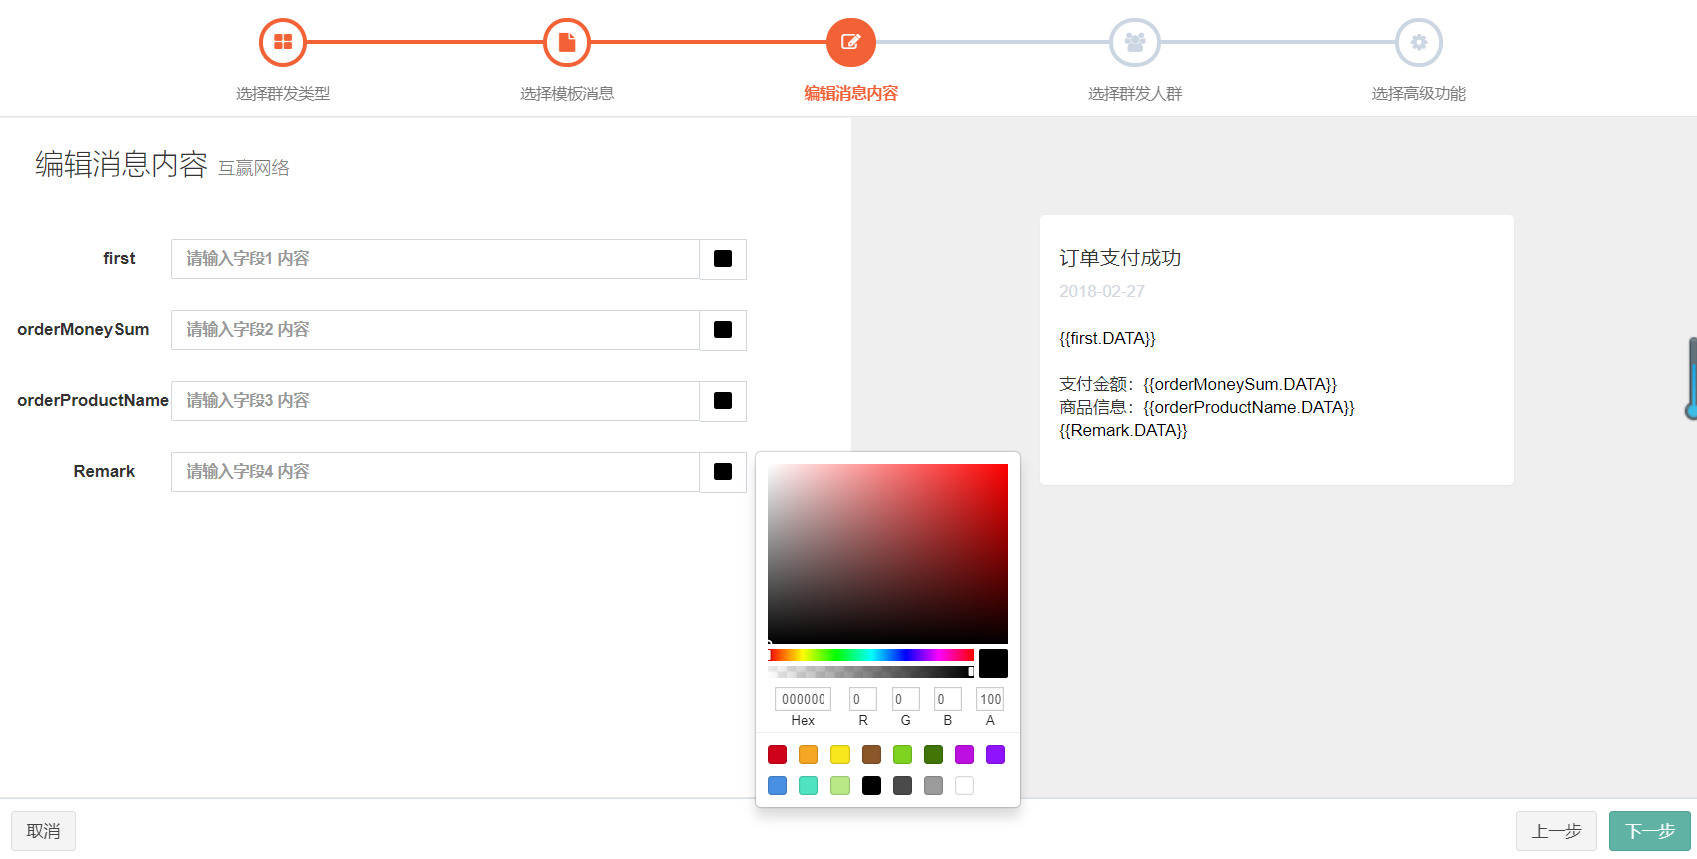 选择群发类型
选择模板消息
编辑消息内容
选择群发人群
选择高级功能
编辑消息内容 互赢网络
first
请输入字段1 内容
orderMoneySum
请输入字段2 内容
orderProductName
请输入字段3 内容
Remark
请输入字段4 内容
订单支付成功
2018-02-27
{{first.DATA}}
支付金额：{{orderMoneySum.DATA}}
商品信息：{{orderProductName.DATA}}
{{Remark.DATA}}
000000 0 0 0 100
Hex R G B A
取消
上一步
下一步